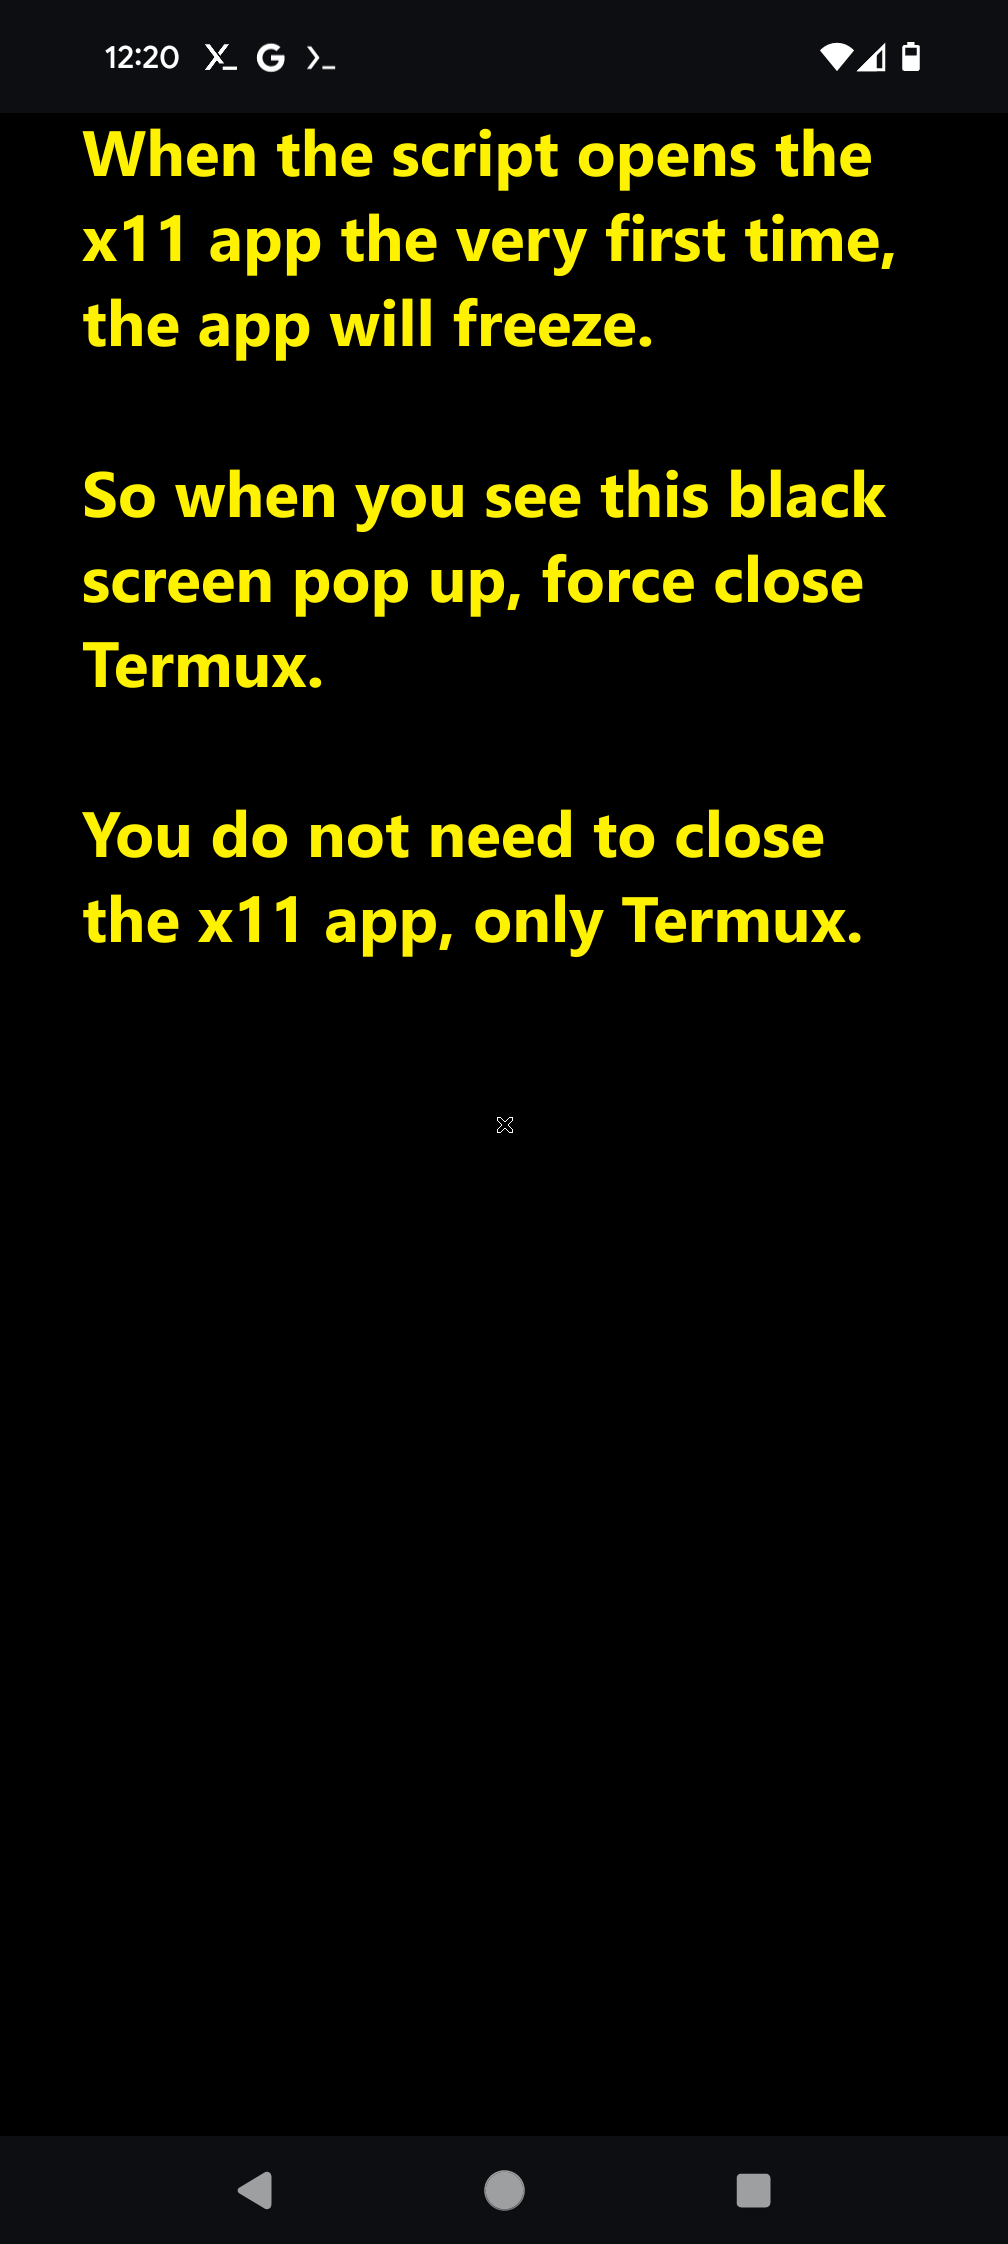 12:20
When the script opens the
x11 app the very first time,
the app will freeze.
So when you see this black
screen pop up, force close
Termux.
You do not need to close
the x11 app, only Termux.